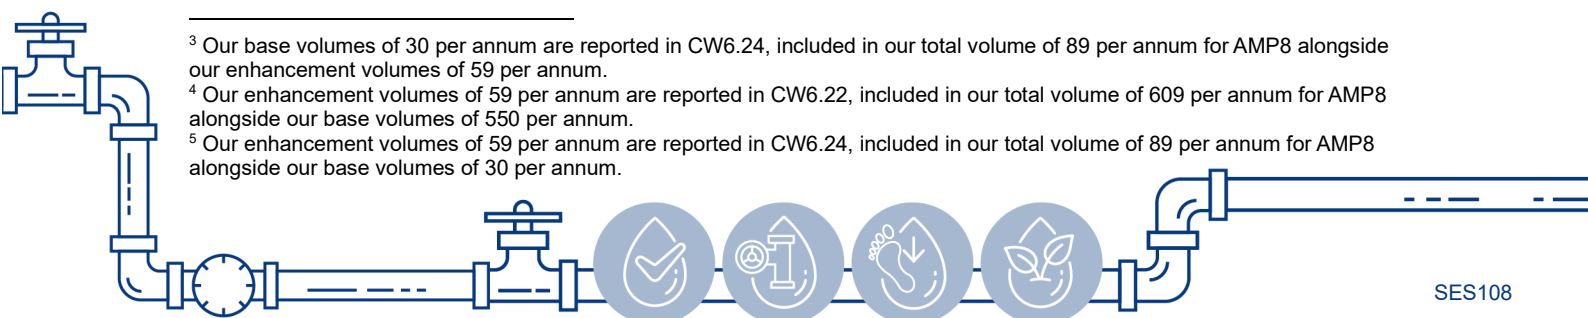 ³ Our base volumes of 30 per annum are reported in CW6.24, included in our total volume of 89 per annum for AMP8 alongside
our enhancement volumes of 59 per annum.
⁴ Our enhancement volumes of 59 per annum are reported in CW6.22, included in our total volume of 609 per annum for AMP8
alongside our base volumes of 550 per annum.
⁵ Our enhancement volumes of 59 per annum are reported in CW6.24, included in our total volume of 89 per annum for AMP8
alongside our base volumes of 30 per annum.
SES108